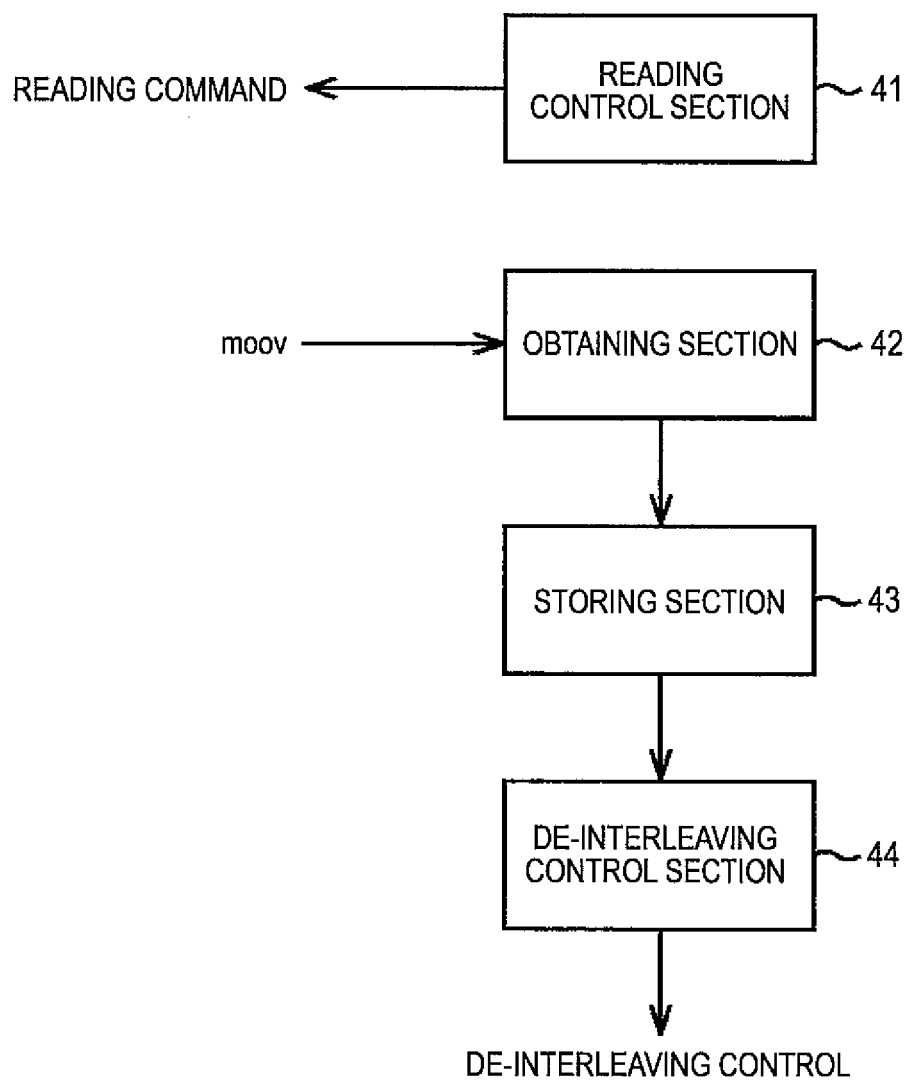 READING
CONTROL SECTION
READING COMMAND
41
moov
OBTAINING SECTION
42
STORING SECTION
43
DE-INTERLEAVING
CONTROL SECTION
44
DE-INTERLEAVING CONTROL